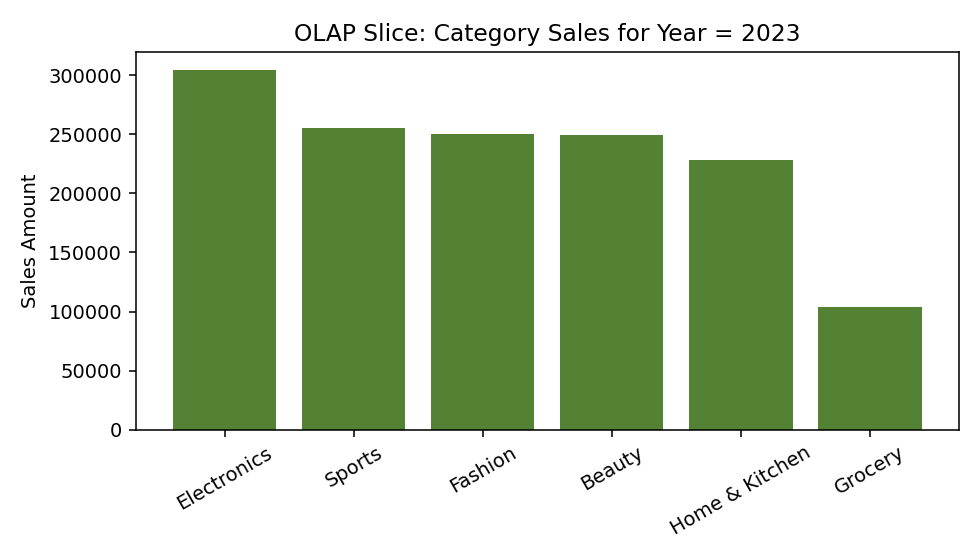 OLAP Slice: Category Sales for Year = 2023
Sales Amount
300000
250000
200000
150000
100000
50000
0
Electronics
Sports
Fashion
Beauty
Home & Kitchen
Grocery